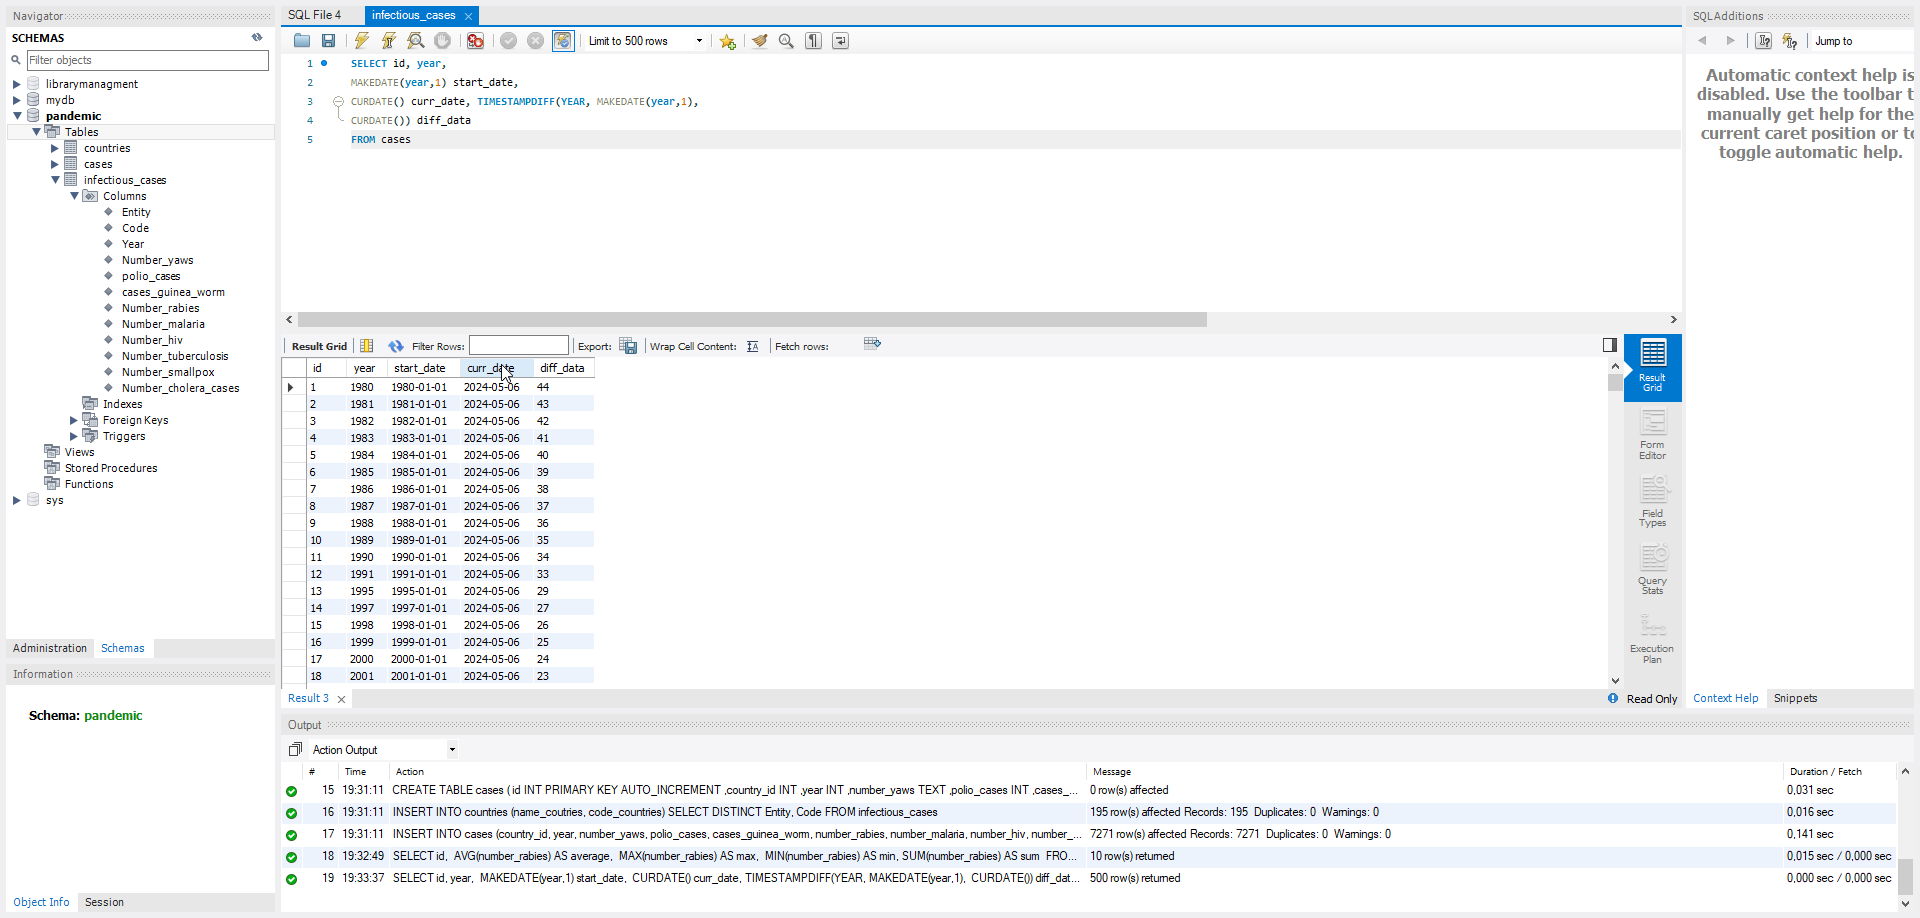 Navigator
SCHEMAS
Filter objects
librarymanagment
mydb
pandemic
Tables
countries
cases
infectious_cases
Columns
Entity
Code
Year
Number_yaws
polio_cases
cases_guinea_worm
Number_rabies
Number_malaria
Number_hiv
Number_tuberculosis
Number_smallpox
Number_cholera_cases
Indexes
Foreign Keys
Triggers
Views
Stored Procedures
Functions
sys
Administration Schemas
Information
Schema: pandemic
Object Info Session
SQL File 4 infectious_cases
Limit to 500 rows
1 SELECT id, year,
2 MAKEDATE(year,1) start_date,
3 CURDATE() curr_date, TIMESTAMPDIFF(YEAR, MAKEDATE(year,1),
4 CURDATE()) diff_data
5 FROM cases
Result Grid Filter Rows: Export: Wrap Cell Content: Fetch rows:
id year start_date curr_date diff_data
1 1980 1980-01-01 2024-05-06 44
2 1981 1981-01-01 2024-05-06 43
3 1982 1982-01-01 2024-05-06 42
4 1983 1983-01-01 2024-05-06 41
5 1984 1984-01-01 2024-05-06 40
6 1985 1985-01-01 2024-05-06 39
7 1986 1986-01-01 2024-05-06 38
8 1987 1987-01-01 2024-05-06 37
9 1988 1988-01-01 2024-05-06 36
10 1989 1989-01-01 2024-05-06 35
11 1990 1990-01-01 2024-05-06 34
12 1991 1991-01-01 2024-05-06 33
13 1995 1995-01-01 2024-05-06 29
14 1997 1997-01-01 2024-05-06 27
15 1998 1998-01-01 2024-05-06 26
16 1999 1999-01-01 2024-05-06 25
17 2000 2000-01-01 2024-05-06 24
18 2001 2001-01-01 2024-05-06 23
Result
Grid
Form
Editor
Field
Types
Query
Stats
Execution
Plan
Result 3
Read Only
Output
Action Output
# Time Action Message Duration / Fetch
15 19:31:11 CREATE TABLE cases ( id INT PRIMARY KEY AUTO_INCREMENT ,country_id INT ,year INT ,number_yaws TEXT ,polio_cases INT ,cases_... 0 row(s) affected 0,031 sec
16 19:31:11 INSERT INTO countries (name_coutries, code_countries) SELECT DISTINCT Entity, Code FROM infectious_cases 195 row(s) affected Records: 195 Duplicates: 0 Warnings: 0 0,016 sec
17 19:31:11 INSERT INTO cases (country_id, year, number_yaws, polio_cases, cases_guinea_worm, number_rabies, number_malaria, number_hiv, number_... 7271 row(s) affected Records: 7271 Duplicates: 0 Warnings: 0 0,141 sec
18 19:32:49 SELECT id, AVG(number_rabies) AS average, MAX(number_rabies) AS max, MIN(number_rabies) AS min, SUM(number_rabies) AS sum FRO... 10 row(s) returned 0,015 sec / 0,000 sec
19 19:33:37 SELECT id, year, MAKEDATE(year,1) start_date, CURDATE() curr_date, TIMESTAMPDIFF(YEAR, MAKEDATE(year,1), CURDATE()) diff_dat... 500 row(s) returned 0,000 sec / 0,000 sec
SQLAdditions
Jump to
Automatic context help is
disabled. Use the toolbar t
manually get help for the
current caret position or to
toggle automatic help.
Context Help Snippets